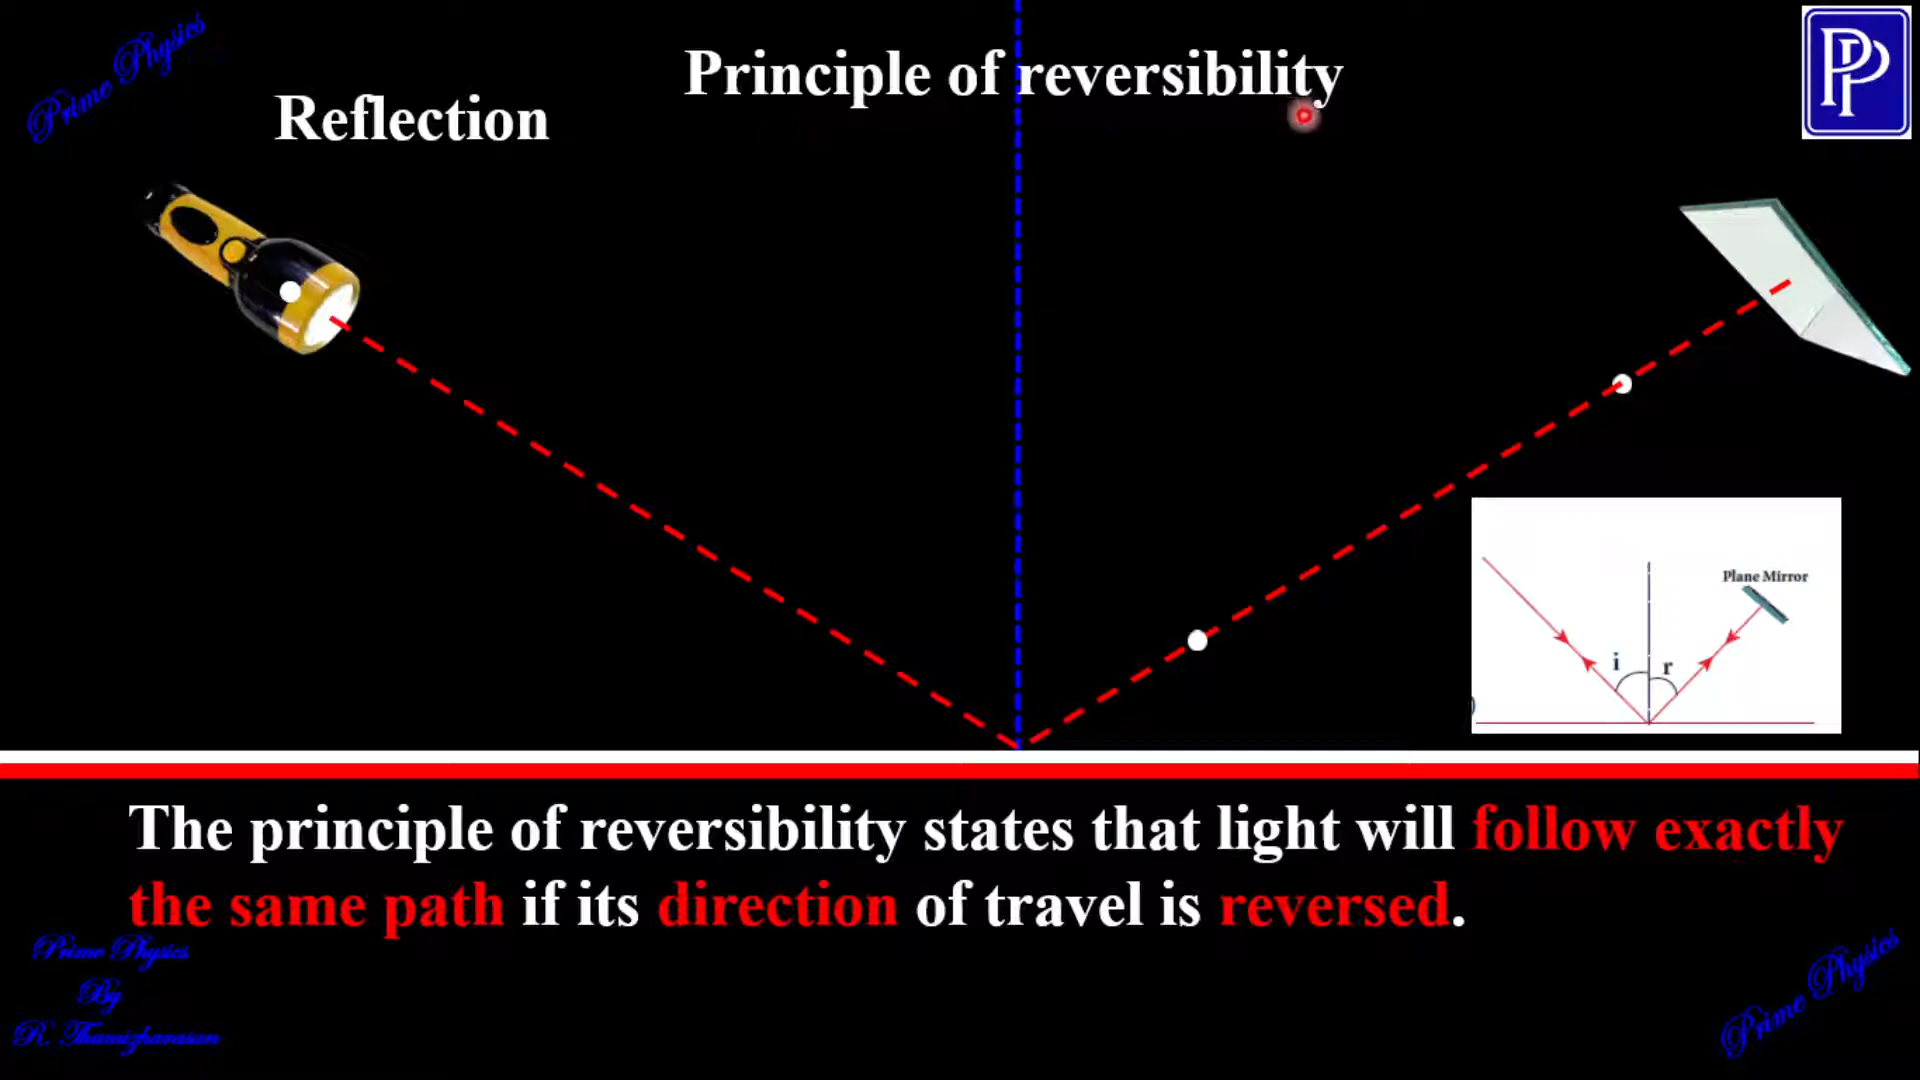 Prime Physics
Principle of reversibility
Reflection
PP
Plane Mirror
i
r
The principle of reversibility states that light will follow exactly
the same path if its direction of travel is reversed.
Prime Physics
By
R. Thamizharasan
Prime Physics